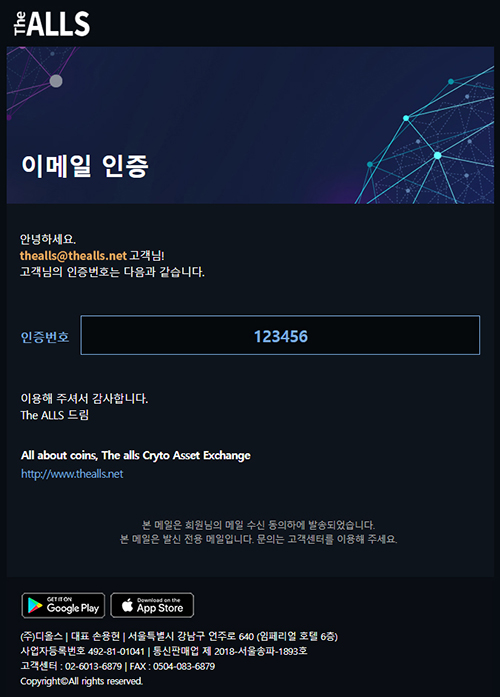 The ALLS
이메일 인증
안녕하세요.
thealls@thealls.net 고객님!
고객님의 인증번호는 다음과 같습니다.
인증번호 123456
이용해 주셔서 감사합니다.
The ALLS 드림
All about coins, The alls Cryto Asset Exchange
http://www.thealls.net
본 메일은 회원님의 메일 수신 동의하에 발송되었습니다.
본 메일은 발신 전용 메일입니다. 문의는 고객센터를 이용해 주세요.
GET IT ON Google Play Download on the App Store
(주)디올스 | 대표 손용현 | 서울특별시 강남구 언주로 640 (임페리얼 호텔 6층)
사업자등록번호 492-81-01041 | 통신판매업 제 2018-서울송파-1893호
고객센터 : 02-6013-6879 | FAX : 0504-083-6879
Copyright©All rights reserved.